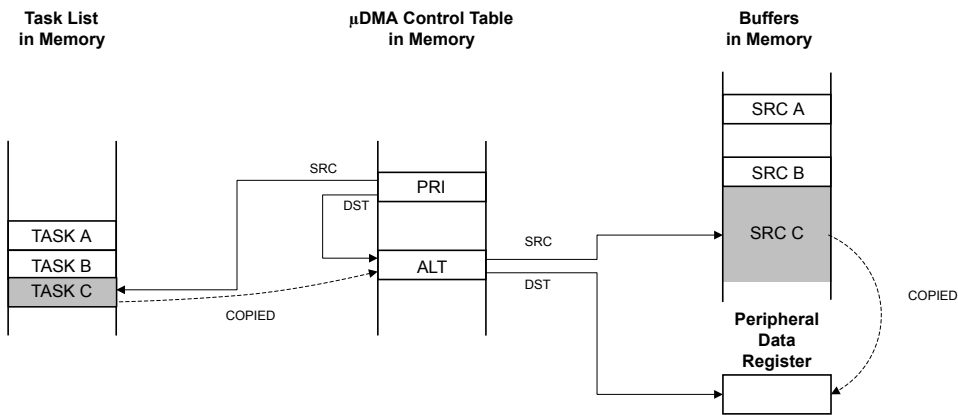 Task List
in Memory
µDMA Control Table
in Memory
Buffers
in Memory
SRC A
SRC
PRI
SRC B
DST
TASK A
SRC C
SRC
TASK B
ALT
TASK C
DST
COPIED
COPIED
Peripheral
Data
Register